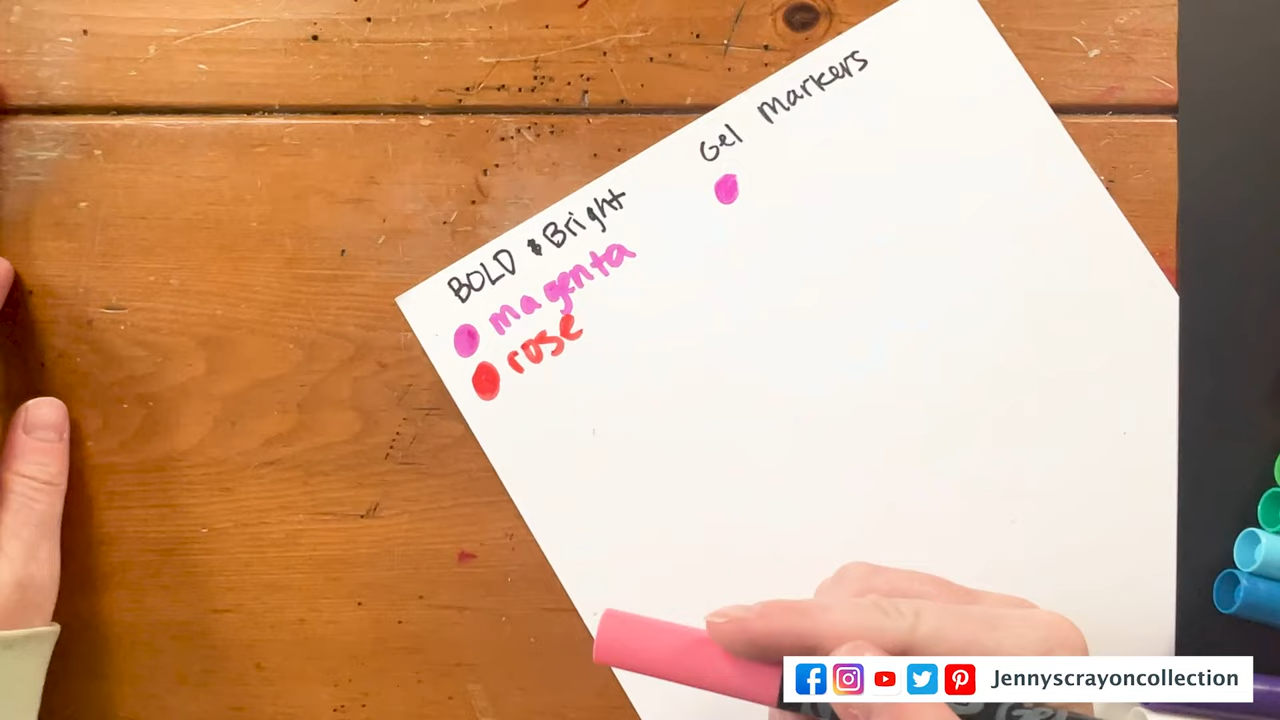 Gel Markers
BOLD & Bright
magenta
rose
Jennyscrayoncollection